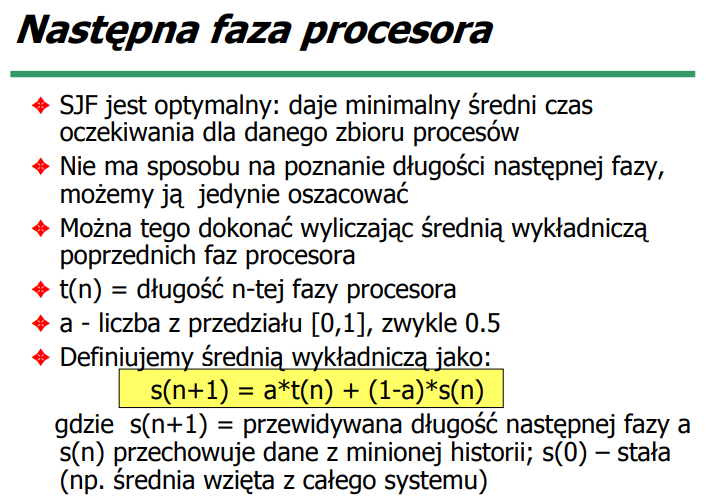 Następna faza procesora
SJF jest optymalny: daje minimalny średni czas
oczekiwania dla danego zbioru procesów
Nie ma sposobu na poznanie długości następnej fazy,
możemy ją jedynie oszacować
Można tego dokonać wyliczając średnią wykładniczą
poprzednich faz procesora
t(n) = długość n-tej fazy procesora
a - liczba z przedziału [0,1], zwykle 0.5
Definiujemy średnią wykładniczą jako:
s(n+1) = a*t(n) + (1-a)*s(n)
gdzie s(n+1) = przewidywana długość następnej fazy a
s(n) przechowuje dane z minionej historii; s(0) – stała
(np. średnia wzięta z całego systemu)